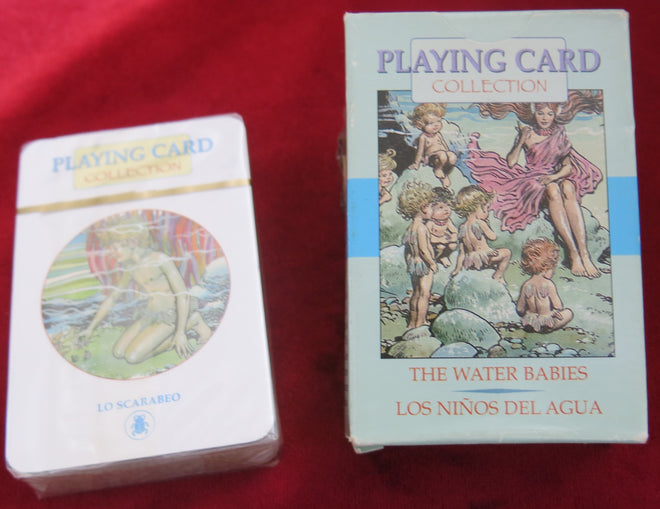 PLAYING CARD
COLLECTION
LO SCARABEO
PLAYING CARD
COLLECTION
THE WATER BABIES
LOS NIÑOS DEL AGUA